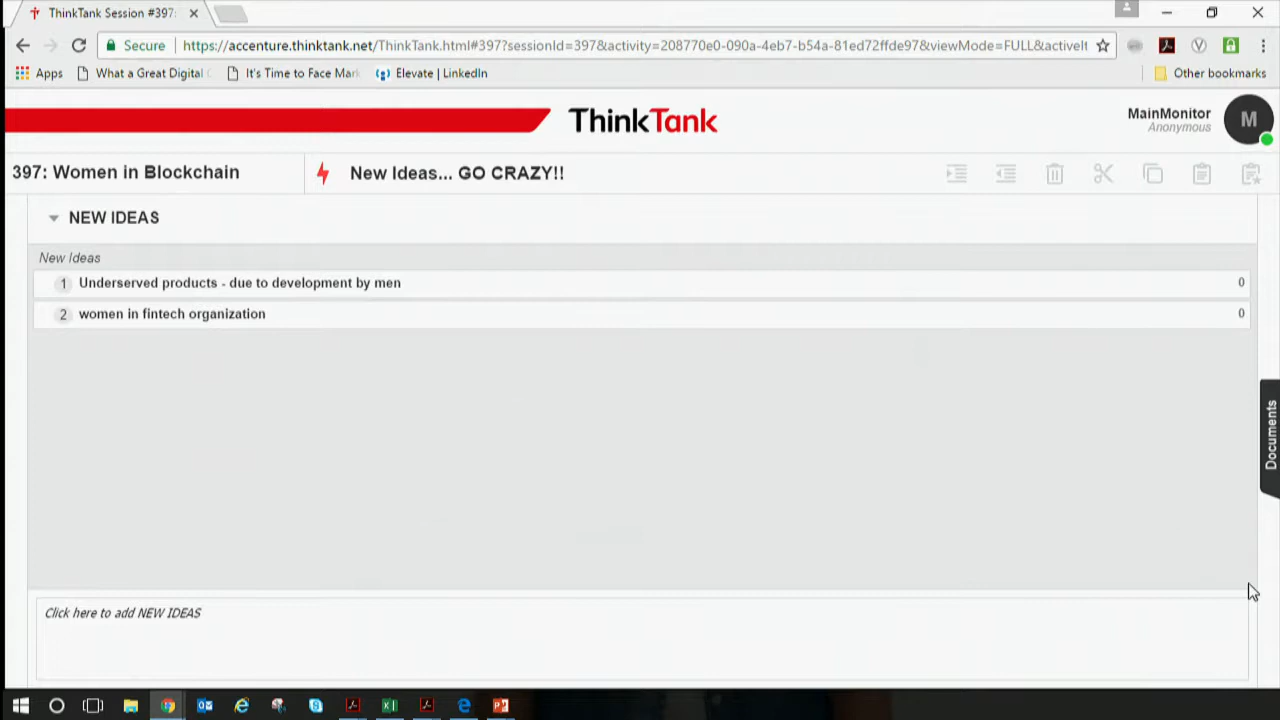 ThinkTank Session #397:
Secure
https://accenture.thinktank.net/ThinkTank.html#397?sessionId=397&activity=208770e0-090a-4eb7-b54a-81ed72ffde97&viewMode=FULL&activeIt
Apps
What a Great Digital
It's Time to Face Mar
Elevate | LinkedIn
Other bookmarks
ThinkTank
MainMonitor
Anonymous
M
397: Women in Blockchain
New Ideas... GO CRAZY!!
NEW IDEAS
New Ideas
1 Underserved products - due to development by men 0
2 women in fintech organization 0
Documents
Click here to add NEW IDEAS